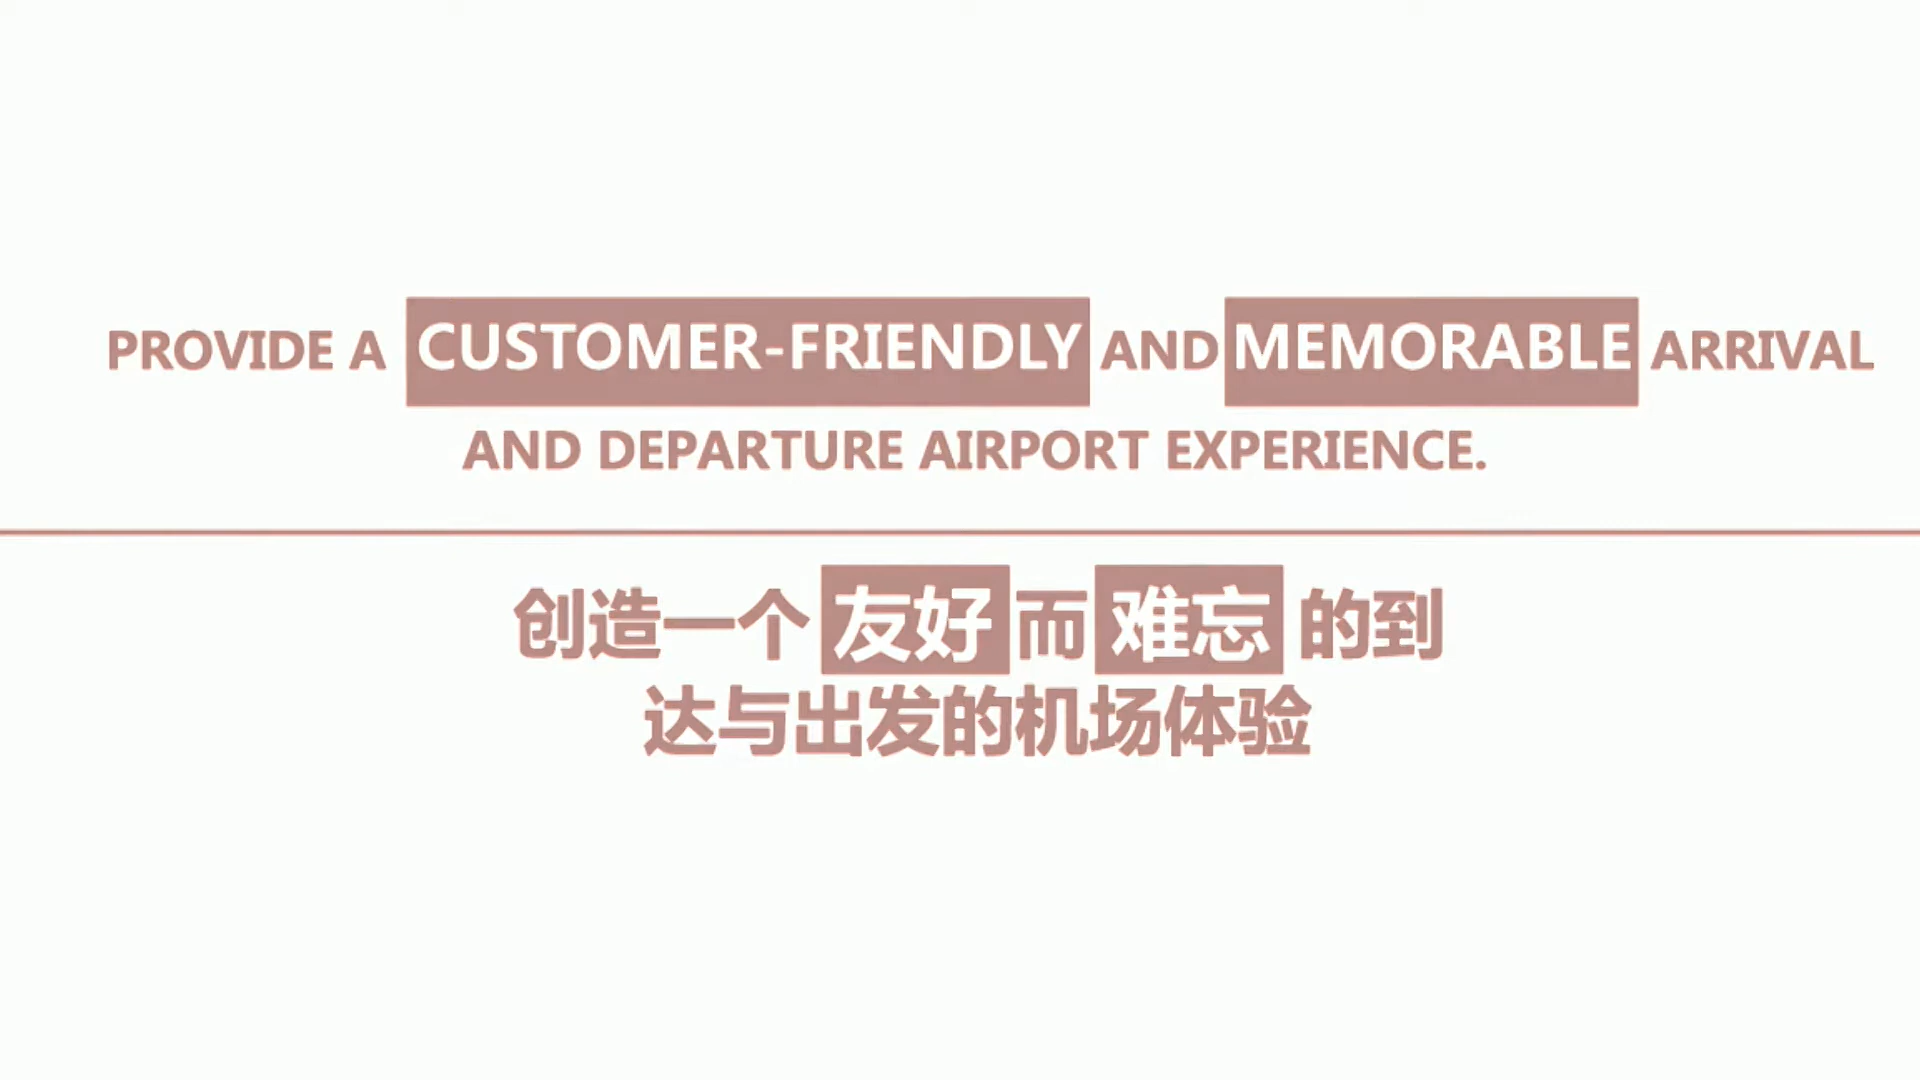 PROVIDE A CUSTOMER-FRIENDLY AND MEMORABLE ARRIVAL
AND DEPARTURE AIRPORT EXPERIENCE.
创造一个 友好 而 难忘 的到
达与出发的机场体验